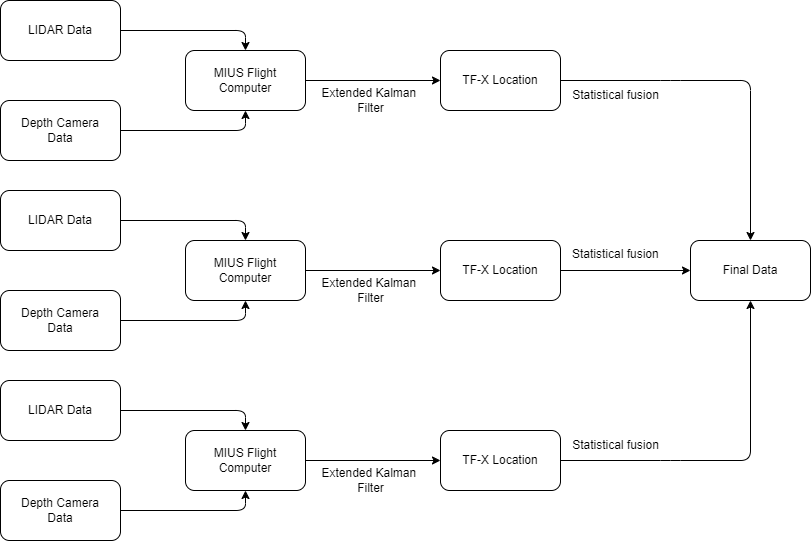 LIDAR Data
MIUS Flight
Computer
Extended Kalman
Filter
TF-X Location
Statistical fusion
Depth Camera
Data
LIDAR Data
MIUS Flight
Computer
Extended Kalman
Filter
TF-X Location
Statistical fusion
Final Data
Depth Camera
Data
LIDAR Data
MIUS Flight
Computer
Extended Kalman
Filter
TF-X Location
Statistical fusion
Depth Camera
Data